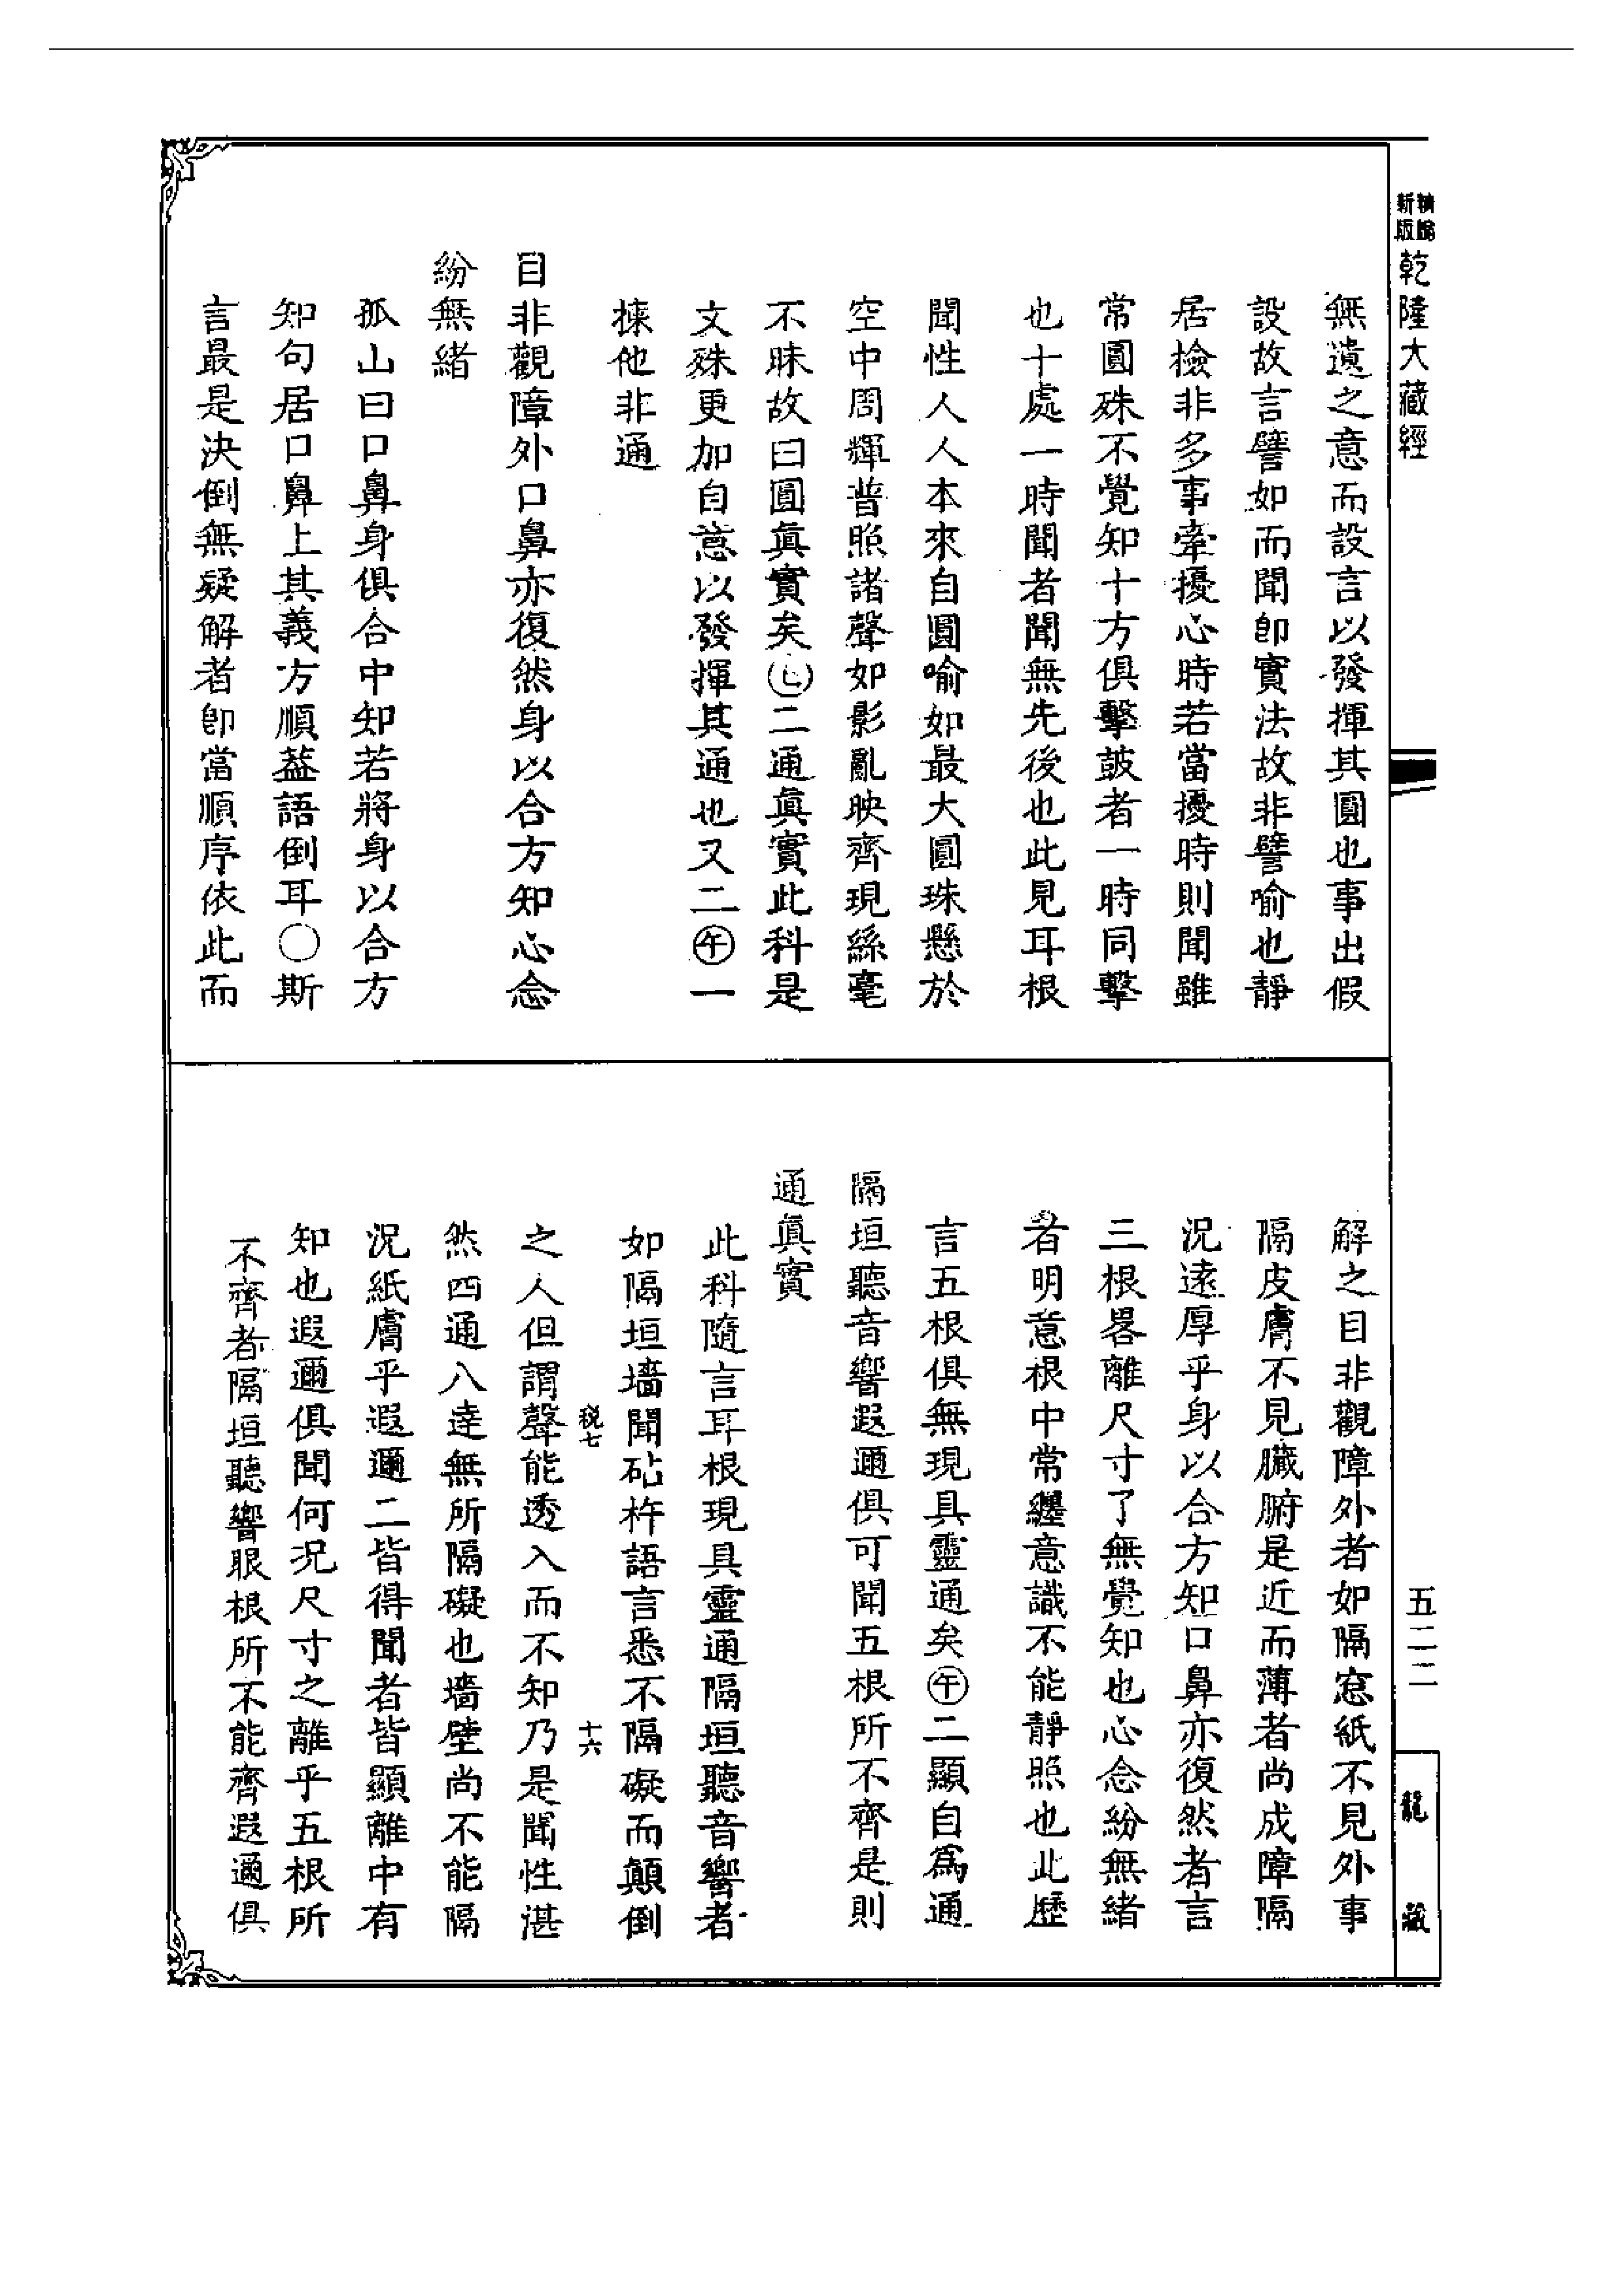 精編
新版
乾隆大藏經
無遺之意而設言以發揮其圓也事出假
設故言譬如而聞卽實法故非譬喻也靜
居檢非多事牽擾心時若當擾時則聞雖
常圓殊不覺知十方俱擊鼓者一時同擊
也十處一時聞者聞無先後也此見耳根
聞性人人本來自圓喻如最大圓珠懸於
空中周輝普照諸聲如影亂映齊現絲毫
不昧故曰圓眞實矣㊁二通眞實此科是
文殊更加自意以發揮其通也又二㊍一
揀他非通
目非觀障外口鼻亦復然身以合方知心念
紛無緒
孤山曰口鼻身俱合中知若將身以合方
知句居口鼻上其義方順葢語倒耳○斯
言最是決倒無疑解者卽當順序依此而
解之目非觀障外者如隔窓紙不見外事
隔皮膚不見臟腑是近而薄者尚成障隔
況遠厚乎身以合方知口鼻亦復然者言
三根畧離尺寸了無覺知也心念紛無緒
者明意根中常纒意識不能靜照也此歷
言五根俱無現具靈通矣午二顯自爲通
隔垣聽音響遐邇俱可聞五根所不齊是則
通眞實
此科隨言耳根現具靈通隔垣聽音響者
如隔垣墻聞砧杵語言悉不隔礙而顛倒
稅七
十六
之人但謂聲能透入而不知乃是聞性湛
然四通八達無所隔礙也墻壁尚不能隔
況紙膚乎遐邇二皆得聞者皆顯離中有
知也遐邇俱聞何況尺寸之離乎五根所
不齊者隔垣聽響眼根所不能齊遐邇俱
五二二
龍藏